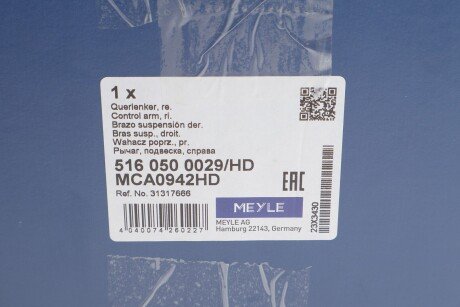 1 x
Querlenker, re.
Control arm, ri.
Brazo suspensión der.
Bras susp., droit.
Wahacz poprz., pr.
Рычаг, подвеска, справа
516 050 0029/HD
MCA0942HD
Ref. No. 31317666
4 040074 260227
MEYLE
MEYLE AG
Hamburg 22143, Germany
EAC
23X3430